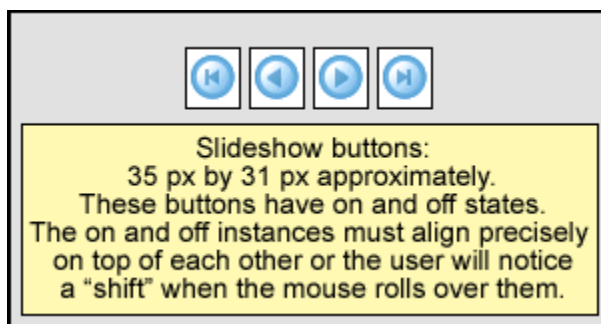 Slideshow buttons:
35 px by 31 px approximately.
These buttons have on and off states.
The on and off instances must align precisely
on top of each other or the user will notice
a “shift” when the mouse rolls over them.